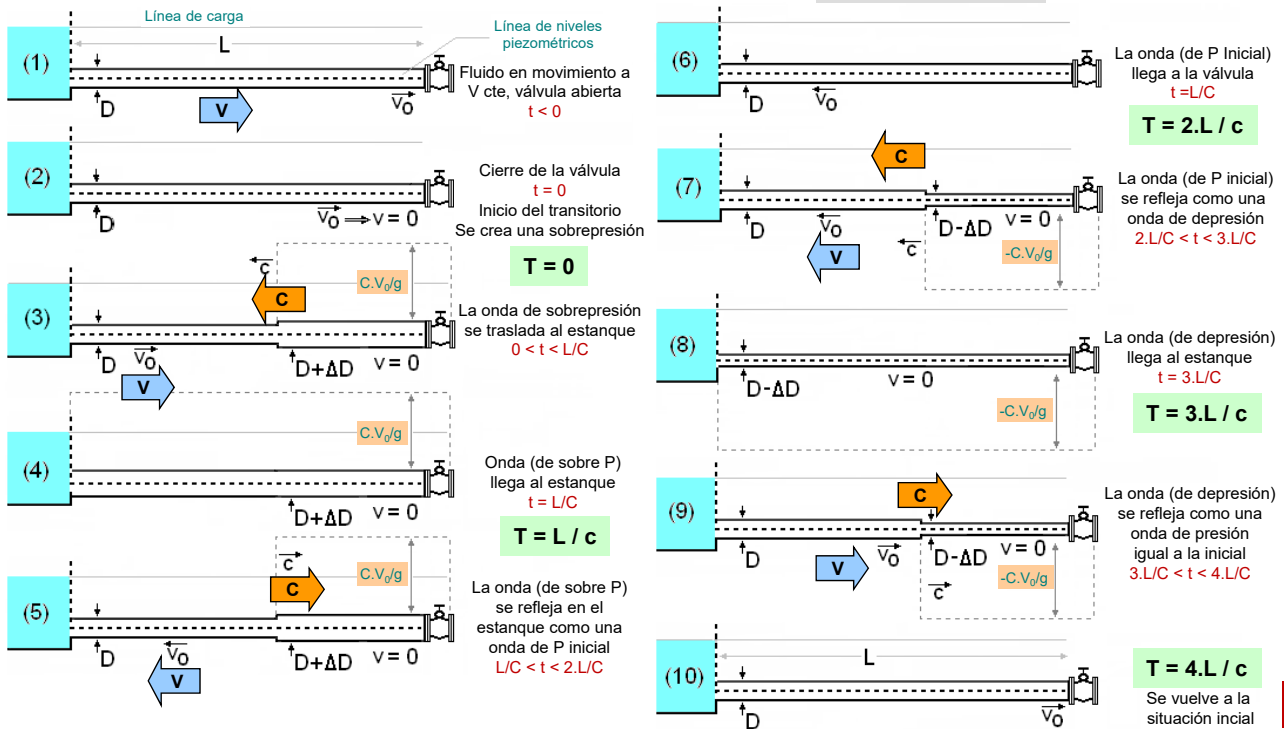 Línea de carga
L
Línea de niveles
piezométricos
(1)
D
V
V₀
Fluido en movimiento a
V cte, válvula abierta
t < 0
(2)
D
V₀ ⟹ v = 0
Cierre de la válvula
t = 0
Inicio del transitorio
Se crea una sobrepresión
T = 0
(3)
D
V₀
V
c
C
D+ΔD v = 0
C.V₀/g
La onda de sobrepresión
se traslada al estanque
0 < t < L/C
(4)
D+ΔD v = 0
C.V₀/g
Onda (de sobre P)
llega al estanque
t = L/C
T = L / c
(5)
D
V₀
V
c
C
D+ΔD v = 0
C.V₀/g
La onda (de sobre P)
se refleja en el
estanque como una
onda de P inicial
L/C < t < 2.L/C
(6)
D
V₀
La onda (de P Inicial)
llega a la válvula
t =L/C
T = 2.L / c
(7)
C
D
V₀
V
c
D-ΔD v = 0
-C.V₀/g
La onda (de P inicial)
se refleja como una
onda de depresión
2.L/C < t < 3.L/C
(8)
D-ΔD v = 0
-C.V₀/g
La onda (de depresión)
llega al estanque
t = 3.L/C
T = 3.L / c
(9)
C
D
V
V₀
D-ΔD v = 0
c
-C.V₀/g
La onda (de depresión)
se refleja como una
onda de presión
igual a la inicial
3.L/C < t < 4.L/C
(10)
L
D
V₀
T = 4.L / c
Se vuelve a la
situación incial